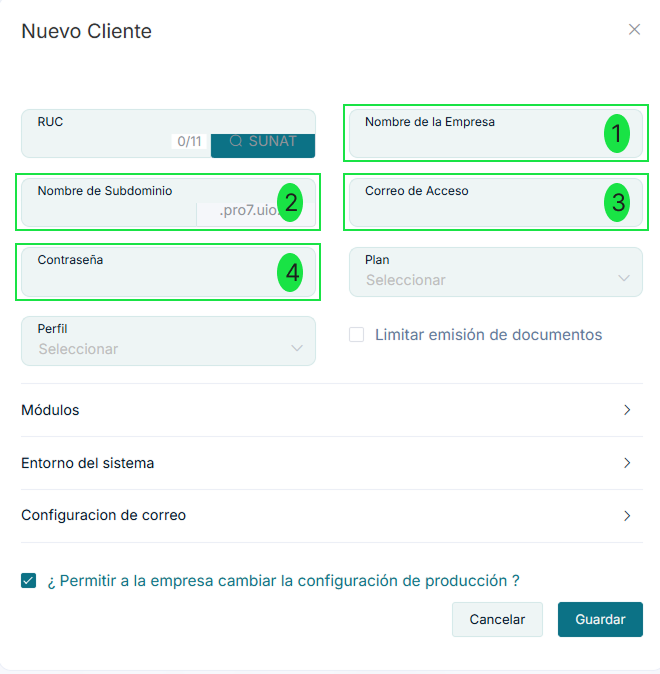 Nuevo Cliente
RUC
0/11
SUNAT
Nombre de la Empresa
1
Nombre de Subdominio
.pro7.uio.
2
Correo de Acceso
3
Contraseña
4
Plan
Seleccionar
Perfil
Seleccionar
Limitar emisión de documentos
Módulos
Entorno del sistema
Configuracion de correo
¿ Permitir a la empresa cambiar la configuración de producción ?
Cancelar
Guardar